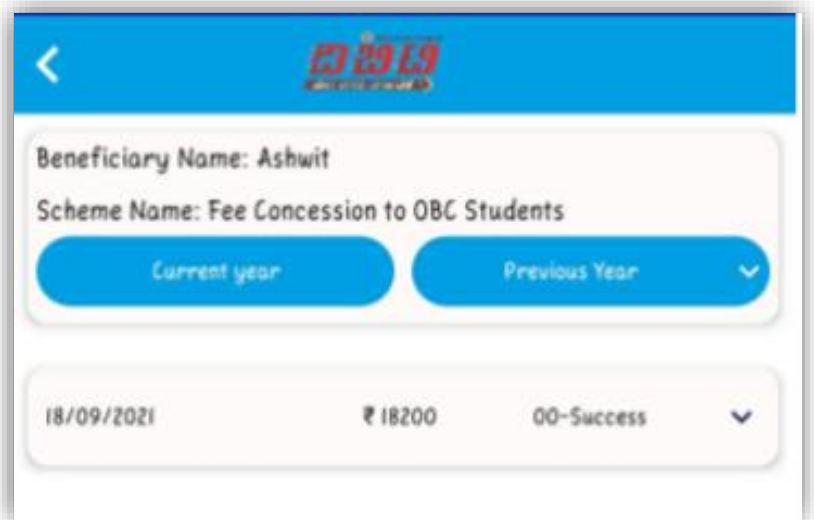 ಡಿ ಬಿ ಟಿ
Beneficiary Name: Ashwit
Scheme Name: Fee Concession to OBC Students
Current year Previous Year
18/09/2021 ₹ 18200 00-Success